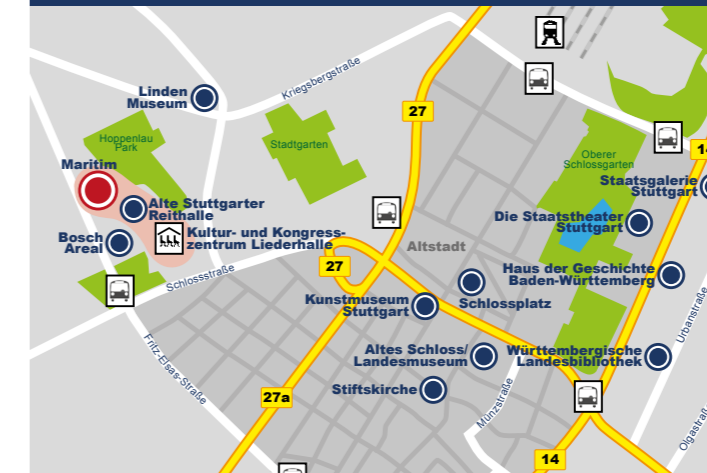 Kriegsbergstraße
Linden
Museum
27
Hoppenlau
Park
Stadtgarten
Oberer
Schlossgarten
Maritim
Staatsgalerie
Stuttgart
Alte Stuttgarter
Reithalle
Die Staatstheater
Stuttgart
Bosch
Areal
Kultur- und Kongress-
zentrum Liederhalle
Altstadt
27
Schlossstraße
Haus der Geschichte
Baden-Württemberg
Kunstmuseum
Stuttgart
Schlossplatz
Urbanstraße
Fritz-Elsas-Straße
Altes Schloss/
Landesmuseum
Württembergische
Landesbibliothek
Stiftskirche
27a
Münzstraße
Olgastraße
14